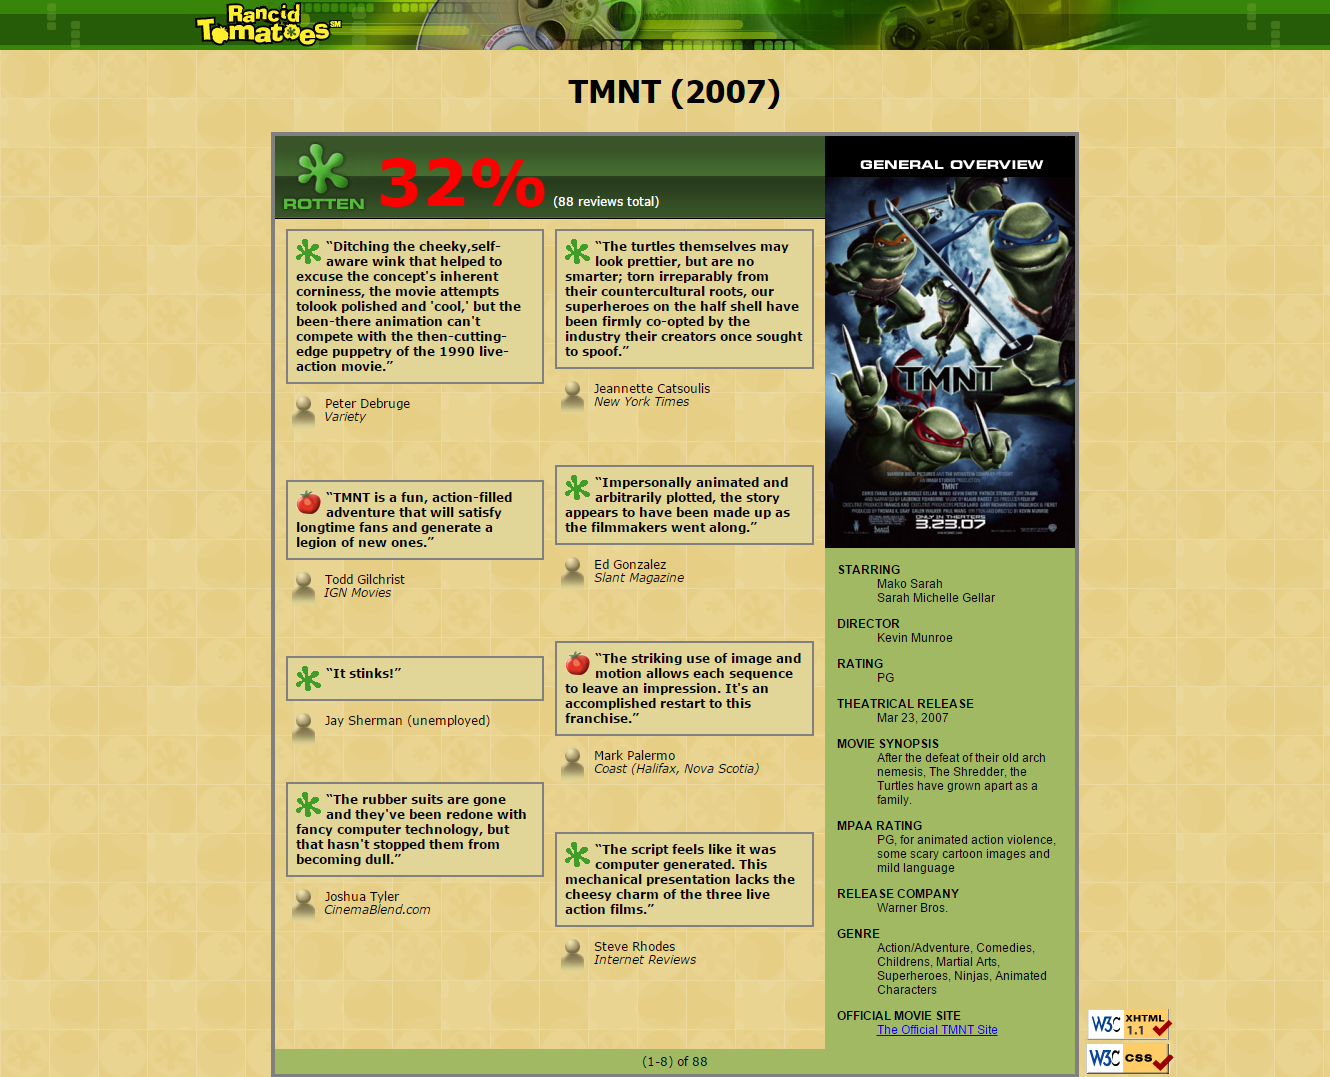 Rancid
TomatoesSM
TMNT (2007)
ROTTEN
32% (88 reviews total)
“Ditching the cheeky,self-
aware wink that helped to
excuse the concept's inherent
corniness, the movie attempts
tolook polished and 'cool,' but the
been-there animation can't
compete with the then-cutting-
edge puppetry of the 1990 live-
action movie.”
Peter Debruge
Variety
“TMNT is a fun, action-filled
adventure that will satisfy
longtime fans and generate a
legion of new ones.”
Todd Gilchrist
IGN Movies
“It stinks!”
Jay Sherman (unemployed)
“The rubber suits are gone
and they've been redone with
fancy computer technology, but
that hasn't stopped them from
becoming dull.”
Joshua Tyler
CinemaBlend.com
“The turtles themselves may
look prettier, but are no
smarter; torn irreparably from
their countercultural roots, our
superheroes on the half shell have
been firmly co-opted by the
industry their creators once sought
to spoof.”
Jeannette Catsoulis
New York Times
“Impersonally animated and
arbitrarily plotted, the story
appears to have been made up as
the filmmakers went along.”
Ed Gonzalez
Slant Magazine
“The striking use of image and
motion allows each sequence
to leave an impression. It's an
accomplished restart to this
franchise.”
Mark Palermo
Coast (Halifax, Nova Scotia)
“The script feels like it was
computer generated. This
mechanical presentation lacks the
cheesy charm of the three live
action films.”
Steve Rhodes
Internet Reviews
GENERAL OVERVIEW
TMNT
TMNT
ONLY IN THEATERS
3.23.07
STARRING
Mako Sarah
Sarah Michelle Gellar
DIRECTOR
Kevin Munroe
RATING
PG
THEATRICAL RELEASE
Mar 23, 2007
MOVIE SYNOPSIS
After the defeat of their old arch
nemesis, The Shredder, the
Turtles have grown apart as a
family.
MPAA RATING
PG, for animated action violence,
some scary cartoon images and
mild language
RELEASE COMPANY
Warner Bros.
GENRE
Action/Adventure, Comedies,
Childrens, Martial Arts,
Superheroes, Ninjas, Animated
Characters
OFFICIAL MOVIE SITE
The Official TMNT Site
(1-8) of 88
W3C XHTML
1.1
W3C css